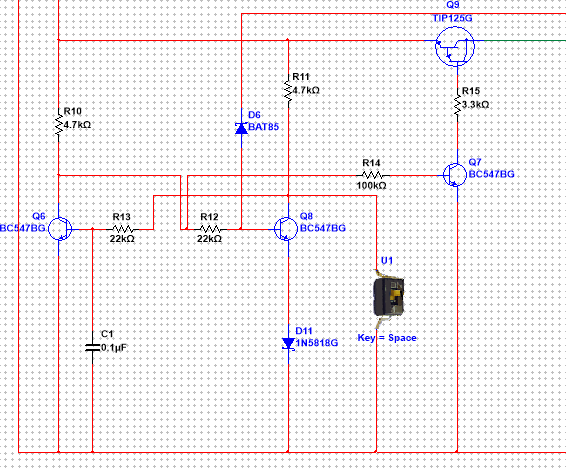 Q9
TIP125G
R11
4.7kΩ
R15
3.3kΩ
R10
4.7kΩ
D6
BAT85
R14
100kΩ
Q7
BC547BG
Q6
BC547BG
R13
22kΩ
R12
22kΩ
Q8
BC547BG
U1
Key = Space
D11
1N5818G
C1
0.1µF